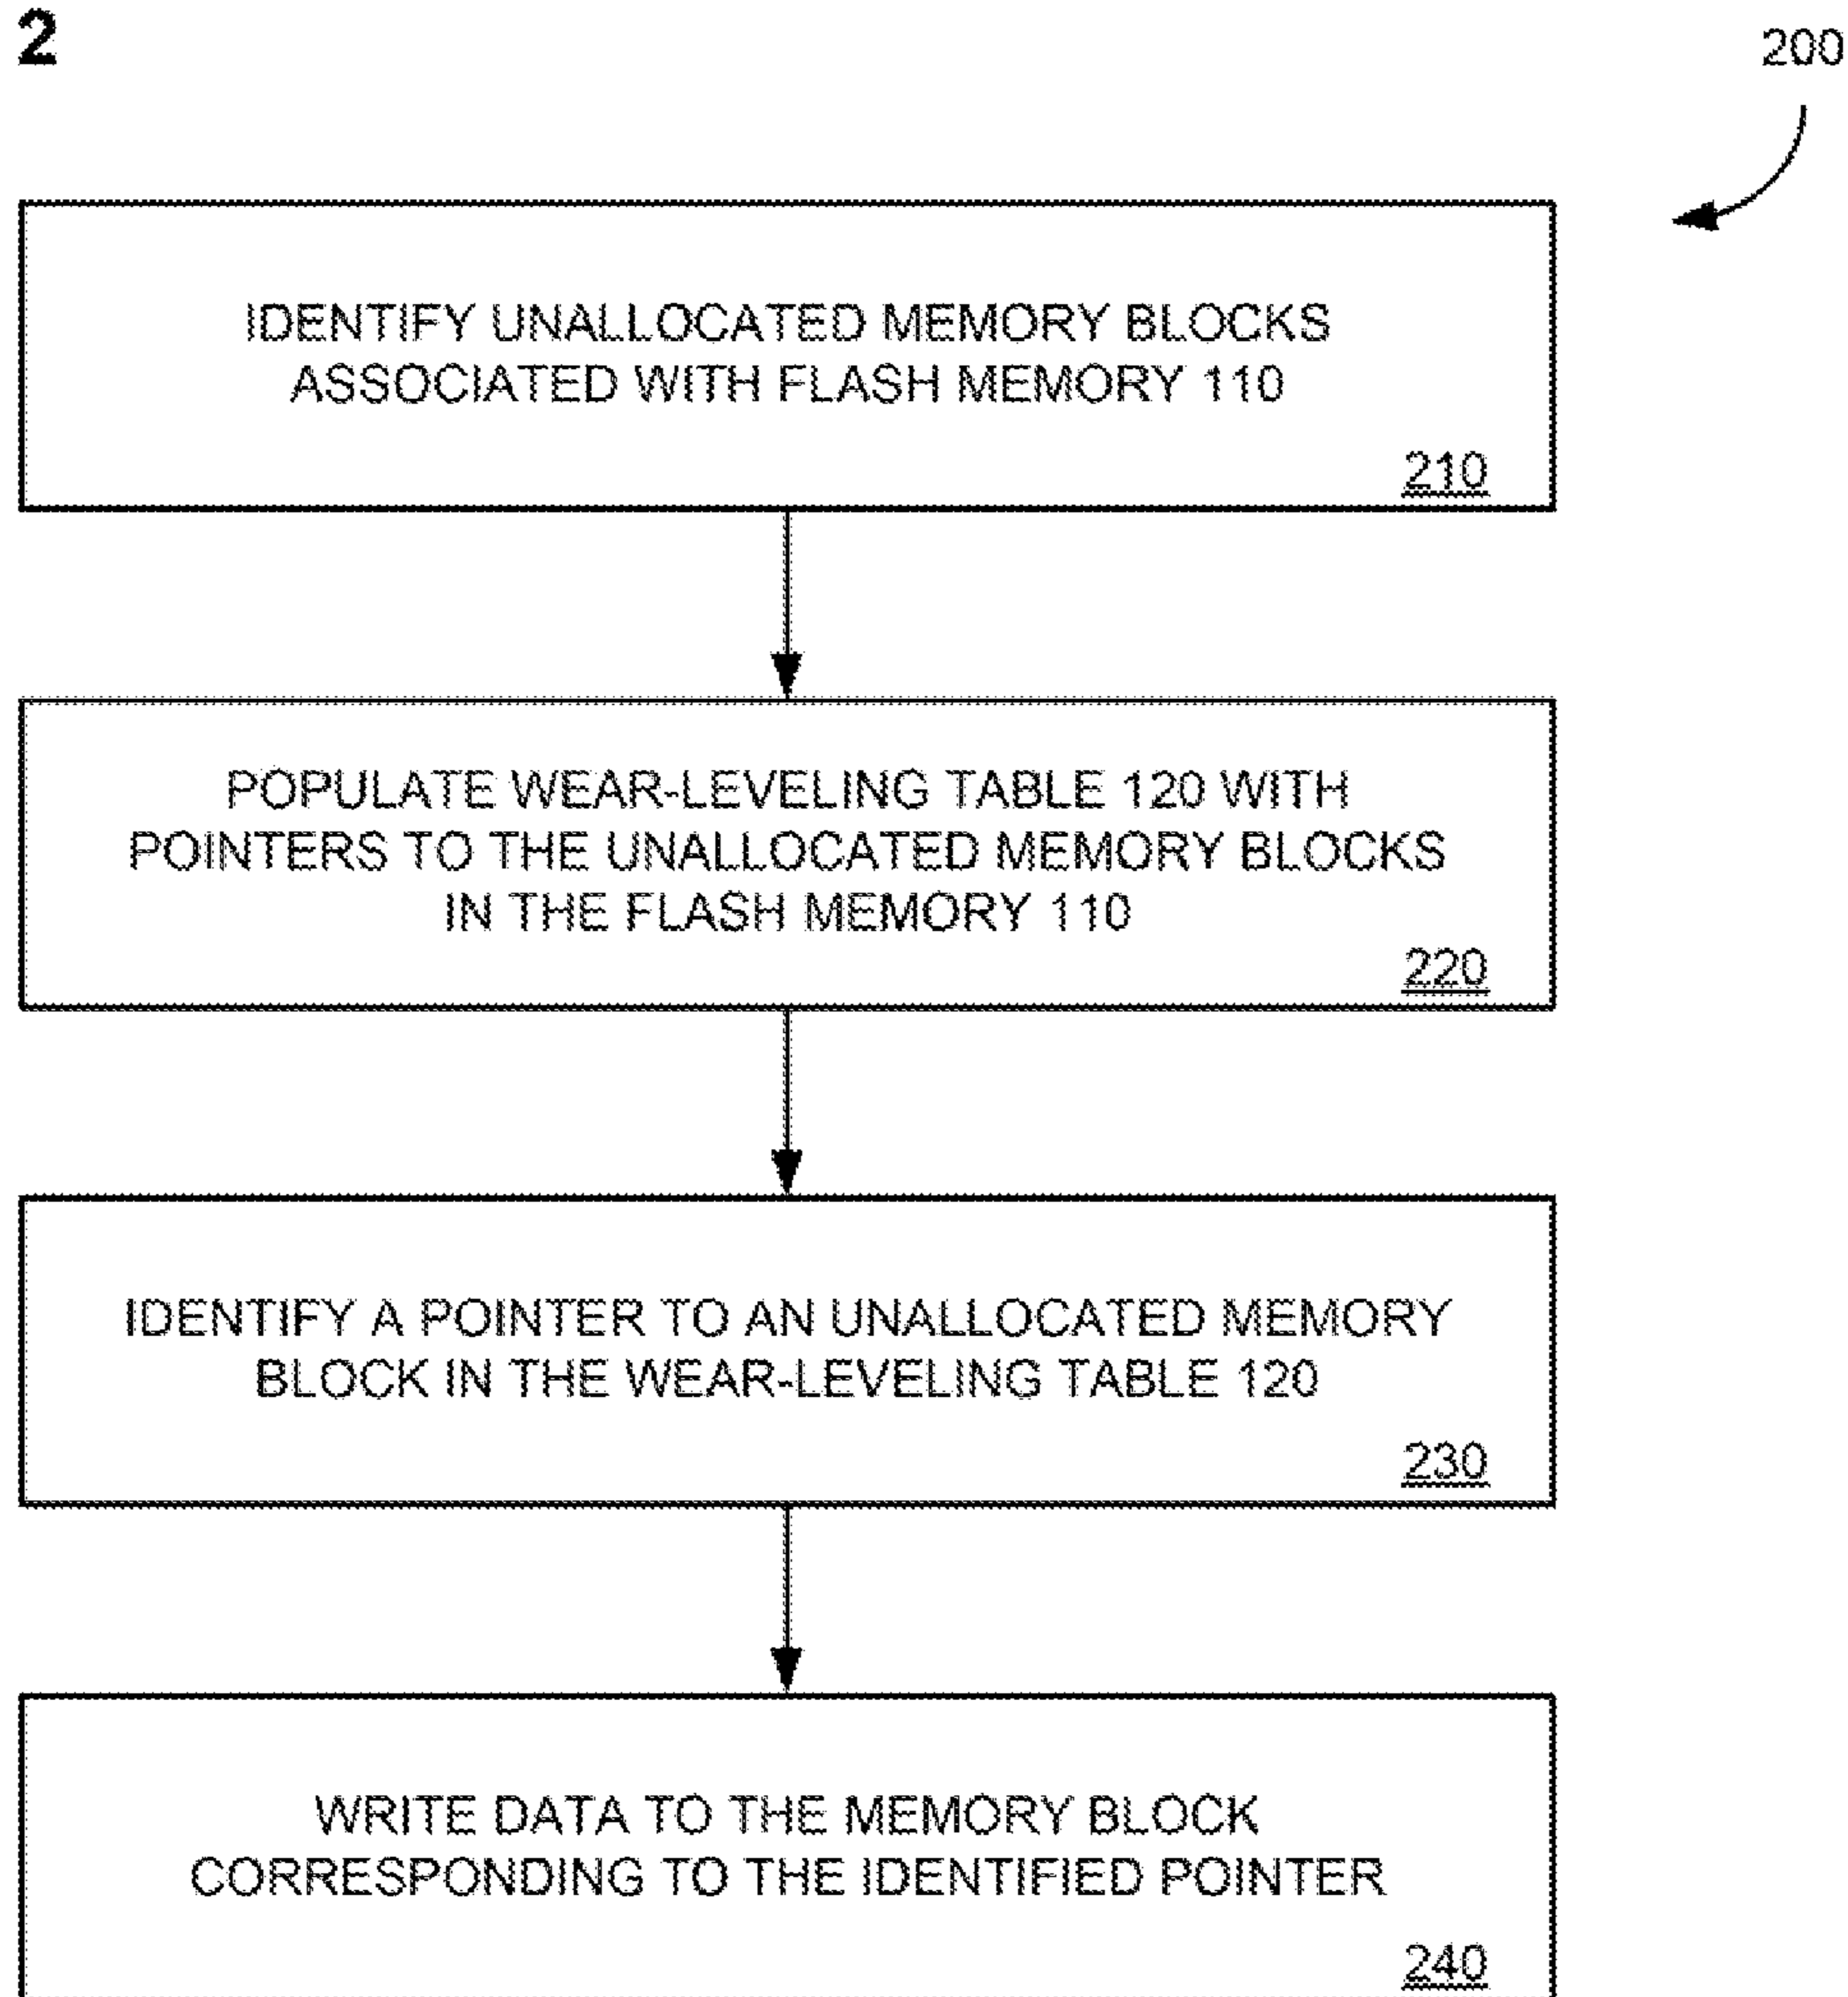 2
200
IDENTIFY UNALLOCATED MEMORY BLOCKS
ASSOCIATED WITH FLASH MEMORY 110
210
POPULATE WEAR-LEVELING TABLE 120 WITH
POINTERS TO THE UNALLOCATED MEMORY BLOCKS
IN THE FLASH MEMORY 110
220
IDENTIFY A POINTER TO AN UNALLOCATED MEMORY
BLOCK IN THE WEAR-LEVELING TABLE 120
230
WRITE DATA TO THE MEMORY BLOCK
CORRESPONDING TO THE IDENTIFIED POINTER
240